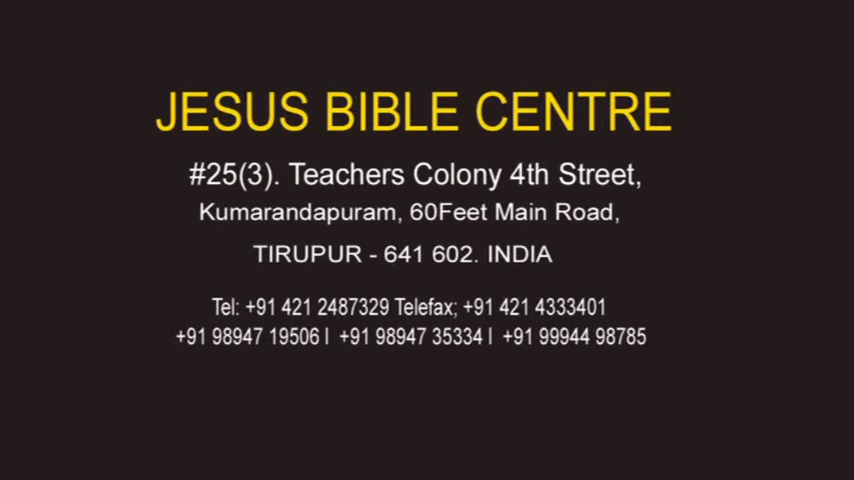 JESUS BIBLE CENTRE
#25(3). Teachers Colony 4th Street,
Kumarandapuram, 60Feet Main Road,
TIRUPUR - 641 602. INDIA
Tel: +91 421 2487329 Telefax; +91 421 4333401
+91 98947 19506 l +91 98947 35334 l +91 99944 98785